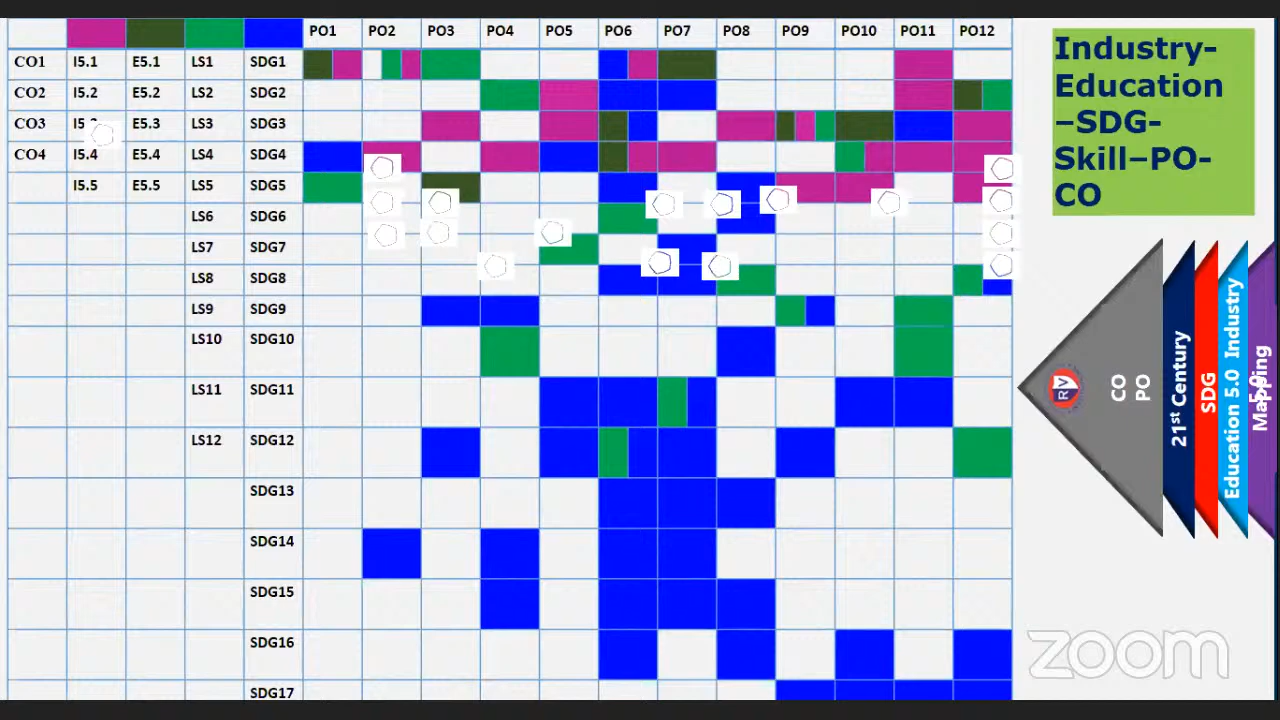 PO1 PO2 PO3 PO4 PO5 PO6 PO7 PO8 PO9 PO10 PO11 PO12
CO1 I5.1 E5.1 LS1 SDG1
CO2 I5.2 E5.2 LS2 SDG2
CO3 E5.3 LS3 SDG3
CO4 I5.4 E5.4 LS4 SDG4
I5.5 E5.5 LS5 SDG5
LS6 SDG6
LS7 SDG7
LS8 SDG8
LS9 SDG9
LS10 SDG10
LS11 SDG11
LS12 SDG12
SDG13
SDG14
SDG15
SDG16
SDG17
Industry-
Education
–SDG-
Skill–PO-
CO
RV
CO
PO
21st Century
SDG
Education 5.0 Industry
5.0
Mapping
zoom